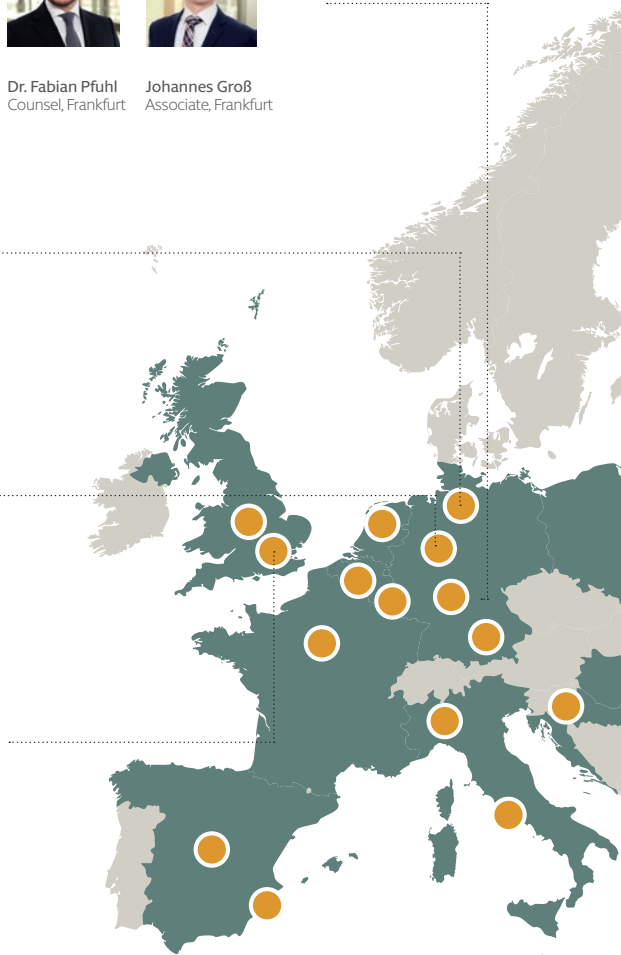 Dr. Fabian Pfuhl
Counsel, Frankfurt
Johannes Groß
Associate, Frankfurt